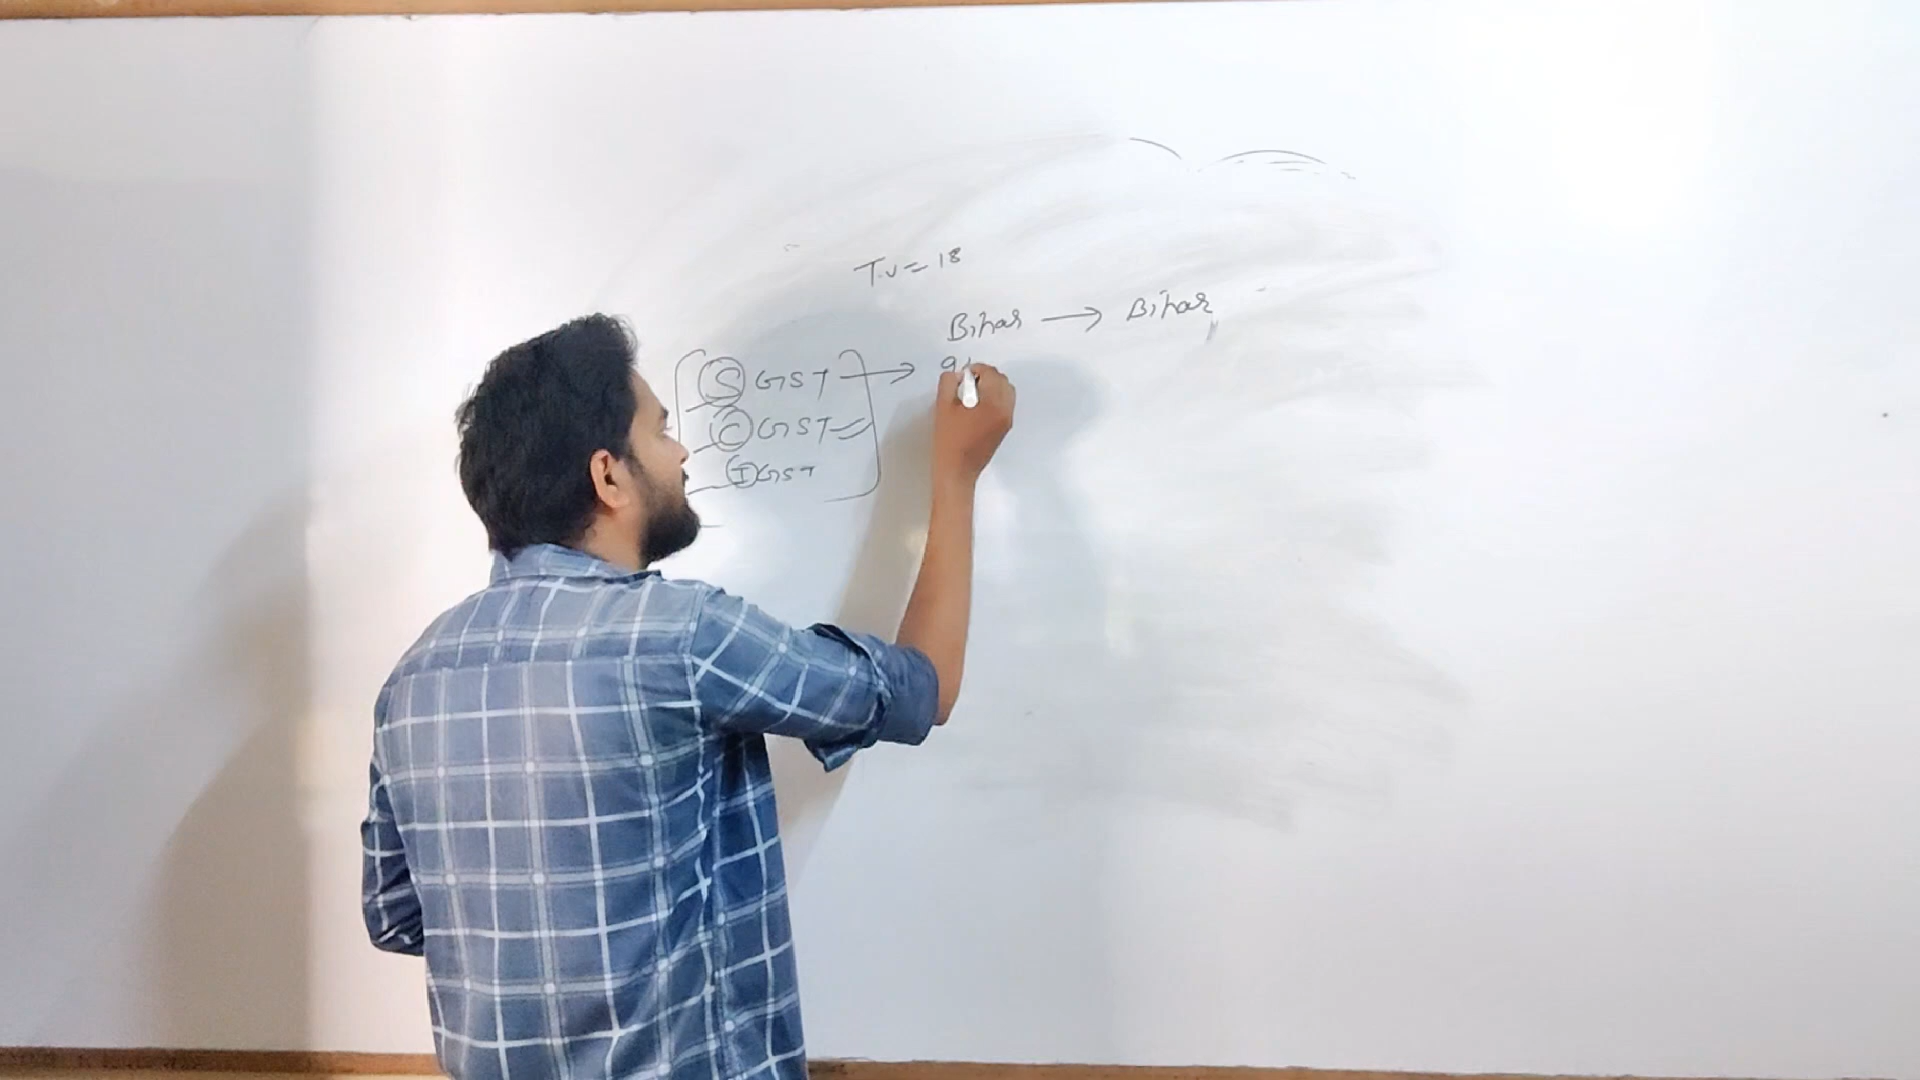 T.V = 18
Bihar → Bihar
SGST → 9
CGST =
IGST